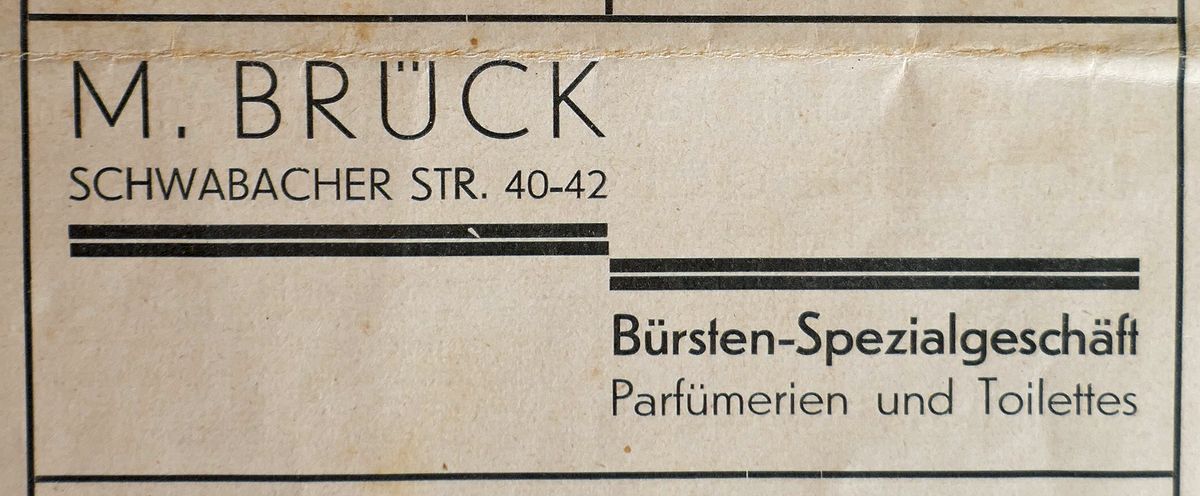 M. BRÜCK
SCHWABACHER STR. 40-42
Bürsten-Spezialgeschäft
Parfümerien und Toilettes